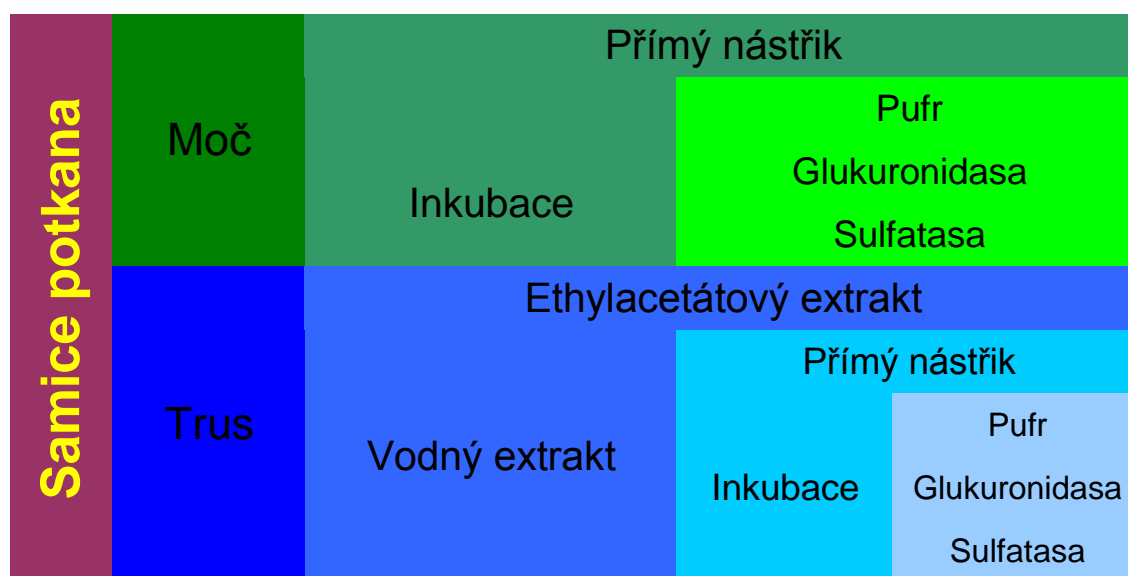 Samice potkana
Moč
Přímý nástřik
Inkubace
Pufr
Glukuronidasa
Sulfatasa
Trus
Ethylacetátový extrakt
Vodný extrakt
Přímý nástřik
Inkubace
Pufr
Glukuronidasa
Sulfatasa